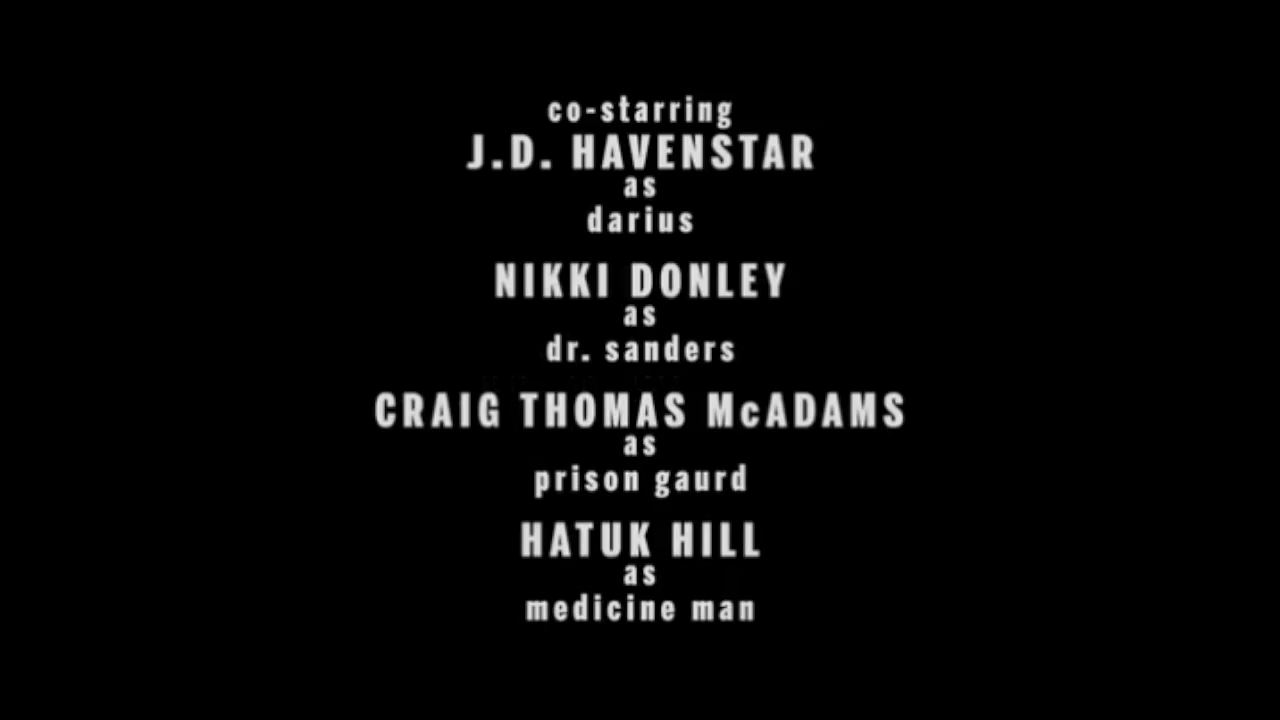 co-starring
J.D. HAVENSTAR
as
darius
NIKKI DONLEY
as
dr. sanders
CRAIG THOMAS McADAMS
as
prison gaurd
HATUK HILL
as
medicine man